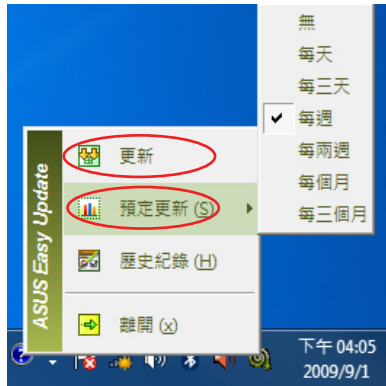 無
每天
每三天
每週
每兩週
每個月
每三個月
ASUS Easy Update
更新
預定更新 (S)
歷史紀錄 (H)
離開 (x)
下午 04:05
2009/9/1